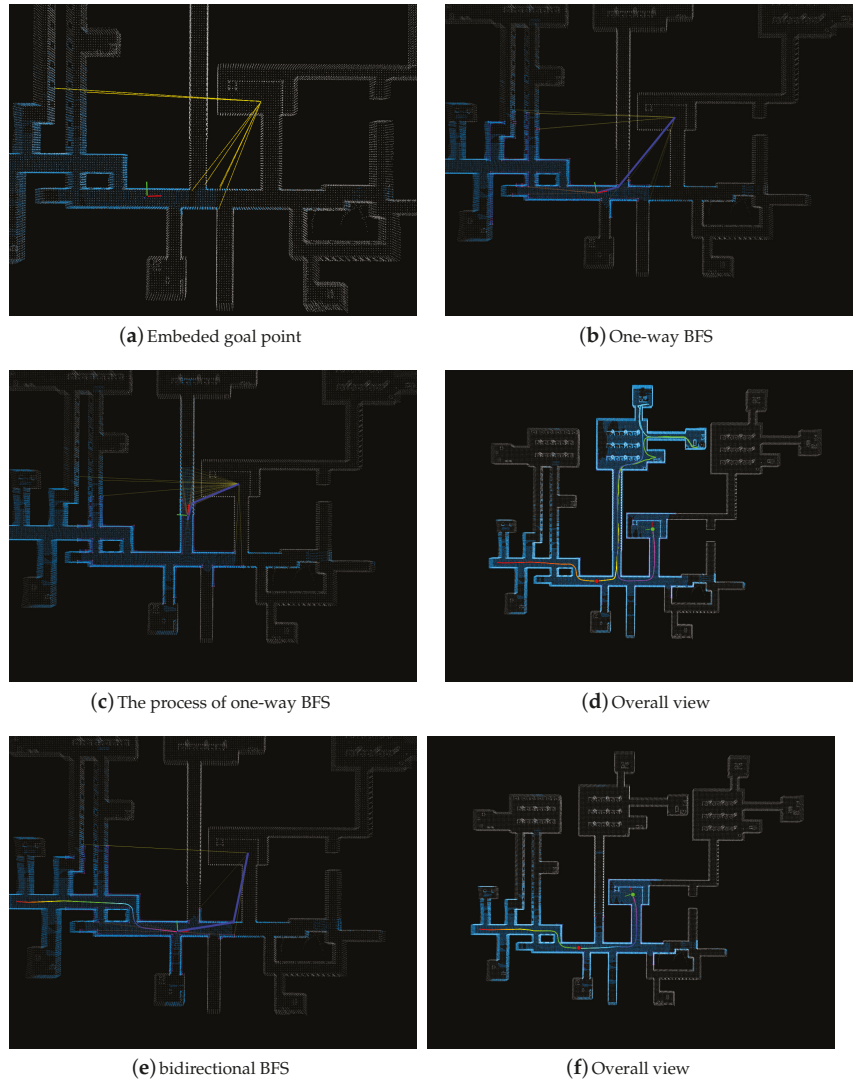 (a) Embeded goal point
(b) One-way BFS
(c) The process of one-way BFS
(d) Overall view
(e) bidirectional BFS
(f) Overall view